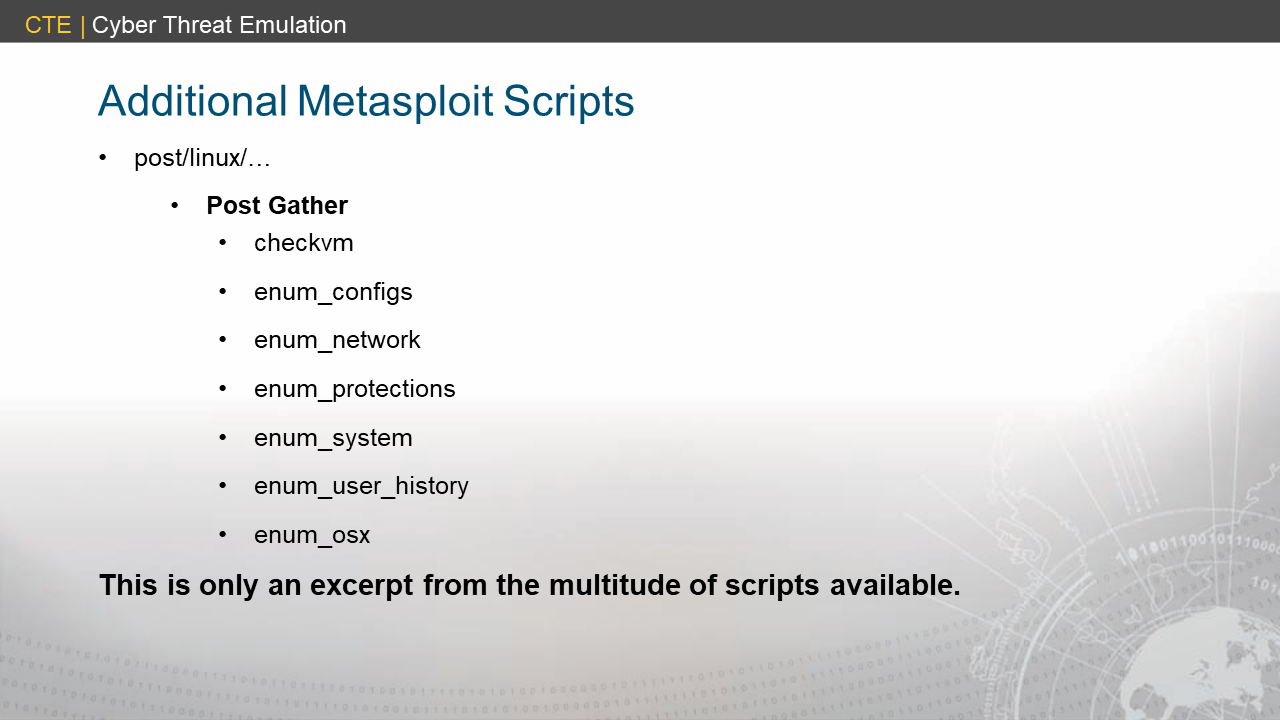 CTE | Cyber Threat Emulation
Additional Metasploit Scripts
• post/linux/…
• Post Gather
• checkvm
• enum_configs
• enum_network
• enum_protections
• enum_system
• enum_user_history
• enum_osx
This is only an excerpt from the multitude of scripts available.